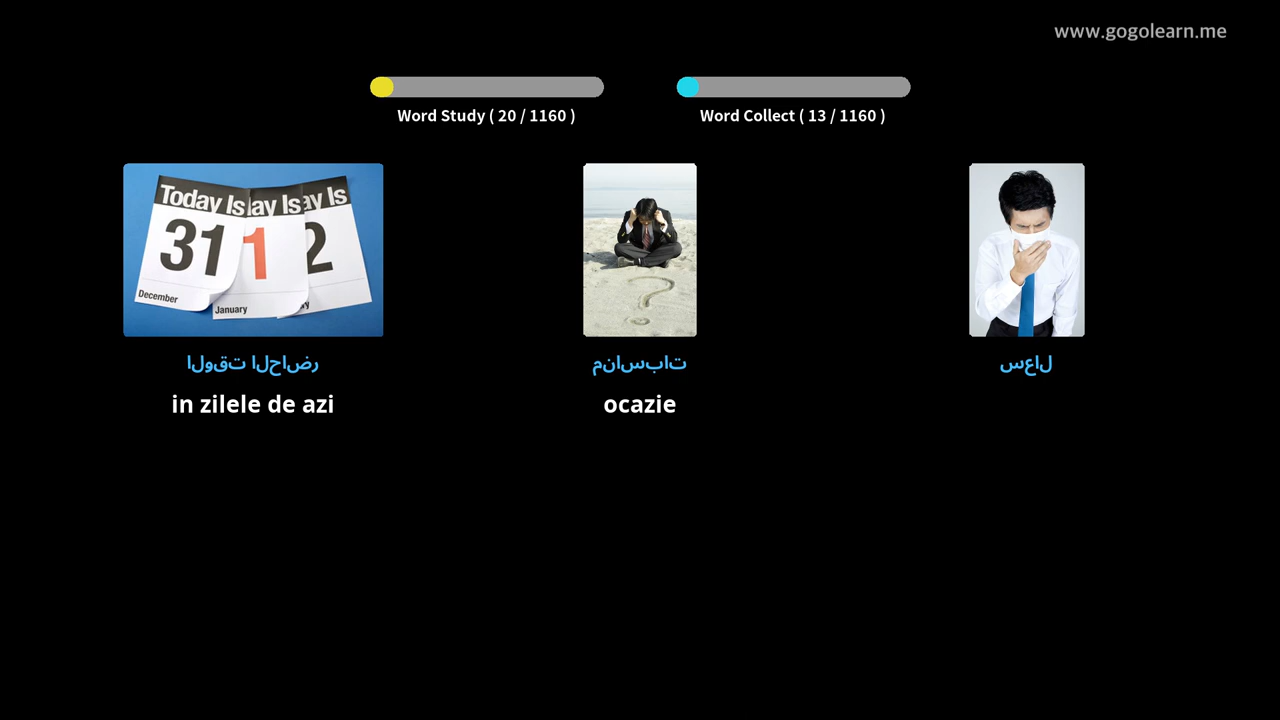 www.gogolearn.me
Word Study ( 20 / 1160 )
Word Collect ( 13 / 1160 )
Today Is
ay Is
ay Is
31
1
2
December
January
الوقت الحاضر
مناسبات
سعال
in zilele de azi
ocazie